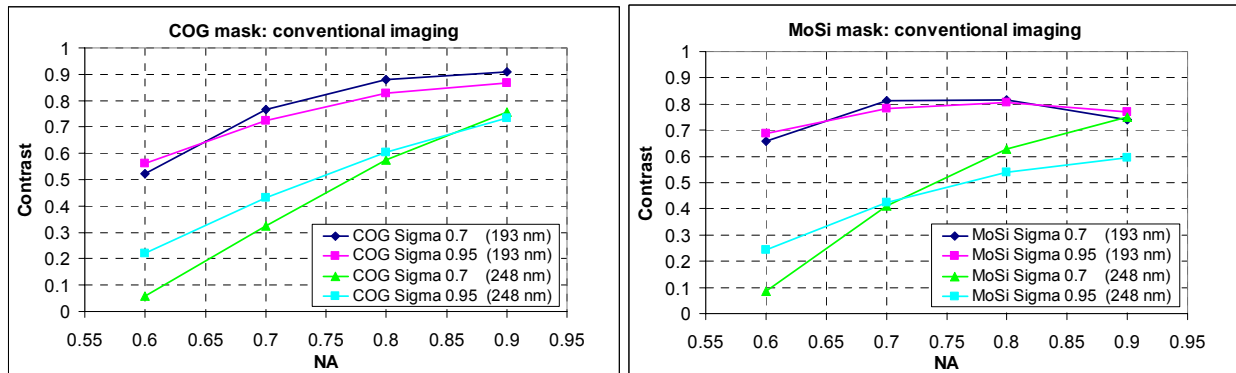 COG mask: conventional imaging
1
0.9
0.8
0.7
0.6
0.5
0.4
0.3
0.2
0.1
0
Contrast
COG Sigma 0.7 (193 nm)
COG Sigma 0.95 (193 nm)
COG Sigma 0.7 (248 nm)
COG Sigma 0.95 (248 nm)
0.55 0.6 0.65 0.7 0.75 0.8 0.85 0.9 0.95
NA
MoSi mask: conventional imaging
1
0.9
0.8
0.7
0.6
0.5
0.4
0.3
0.2
0.1
0
Contrast
MoSi Sigma 0.7 (193 nm)
MoSi Sigma 0.95 (193 nm)
MoSi Sigma 0.7 (248 nm)
MoSi Sigma 0.95 (248 nm)
0.55 0.6 0.65 0.7 0.75 0.8 0.85 0.9 0.95
NA